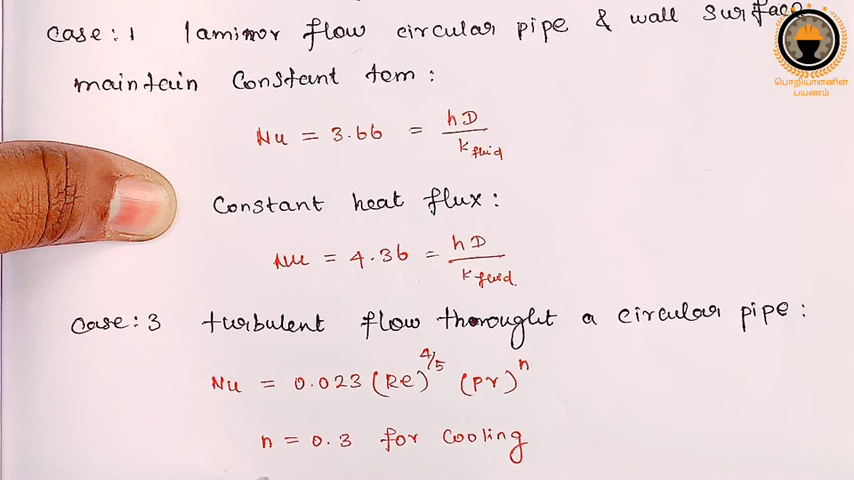 case: 1 laminor flow circular pipe & wall surface
maintain Constant tem:
Nu = 3.66 = hD / k fluid
Constant heat flux:
Nu = 4.36 = hD / k fluid.
case: 3 turbulent flow thorought a circular pipe:
Nu = 0.023 (Re)^4/5 (Pr)^n
n = 0.3 for Cooling
பொறியாளனின்
பயணம்